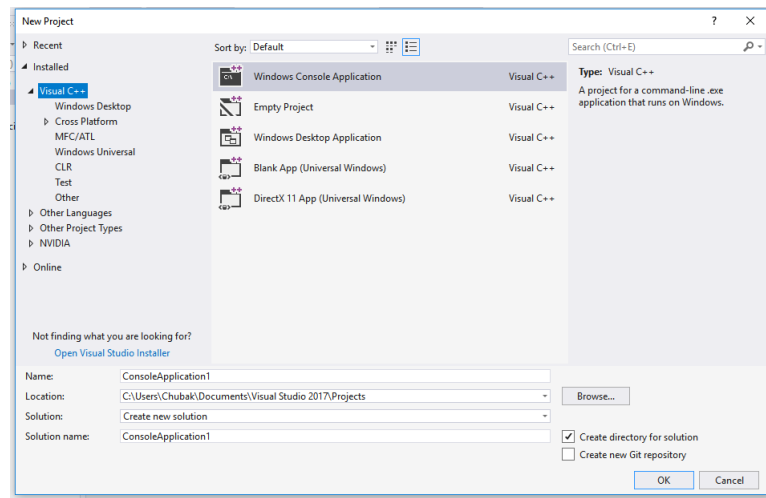 New Project
? 
Recent
Sort by: Default
Search (Ctrl+E)
Installed
Visual C++
Windows Desktop
Cross Platform
MFC/ATL
Windows Universal
CLR
Test
Other
Other Languages
Other Project Types
NVIDIA
Online
Not finding what you are looking for?
Open Visual Studio Installer
Windows Console Application Visual C++
Empty Project Visual C++
Windows Desktop Application Visual C++
Blank App (Universal Windows) Visual C++
DirectX 11 App (Universal Windows) Visual C++
Type: Visual C++
A project for a command-line .exe
application that runs on Windows.
Name: ConsoleApplication1
Location: C:\Users\Chubak\Documents\Visual Studio 2017\Projects
Browse...
Solution: Create new solution
Solution name: ConsoleApplication1
Create directory for solution
Create new Git repository
OK Cancel